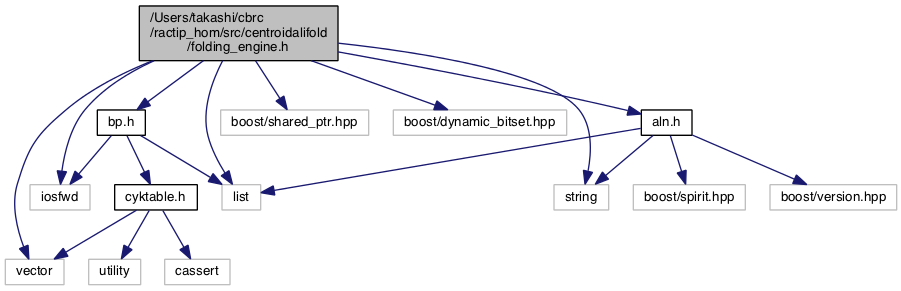 /Users/takashi/cbrc
/ractip_hom/src/centroidalifold
/folding_engine.h
bp.h
boost/shared_ptr.hpp
boost/dynamic_bitset.hpp
aln.h
iosfwd
cyktable.h
list
string
boost/spirit.hpp
boost/version.hpp
vector
utility
cassert